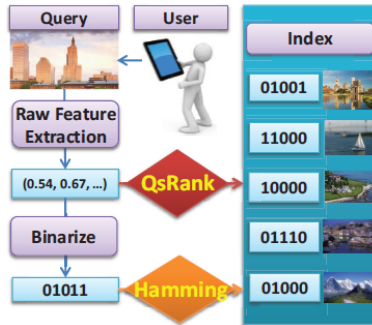 Query
User
Index
Raw Feature
Extraction
(0.54, 0.67, ...)
QsRank
Binarize
01011
Hamming
01001
11000
10000
01110
01000